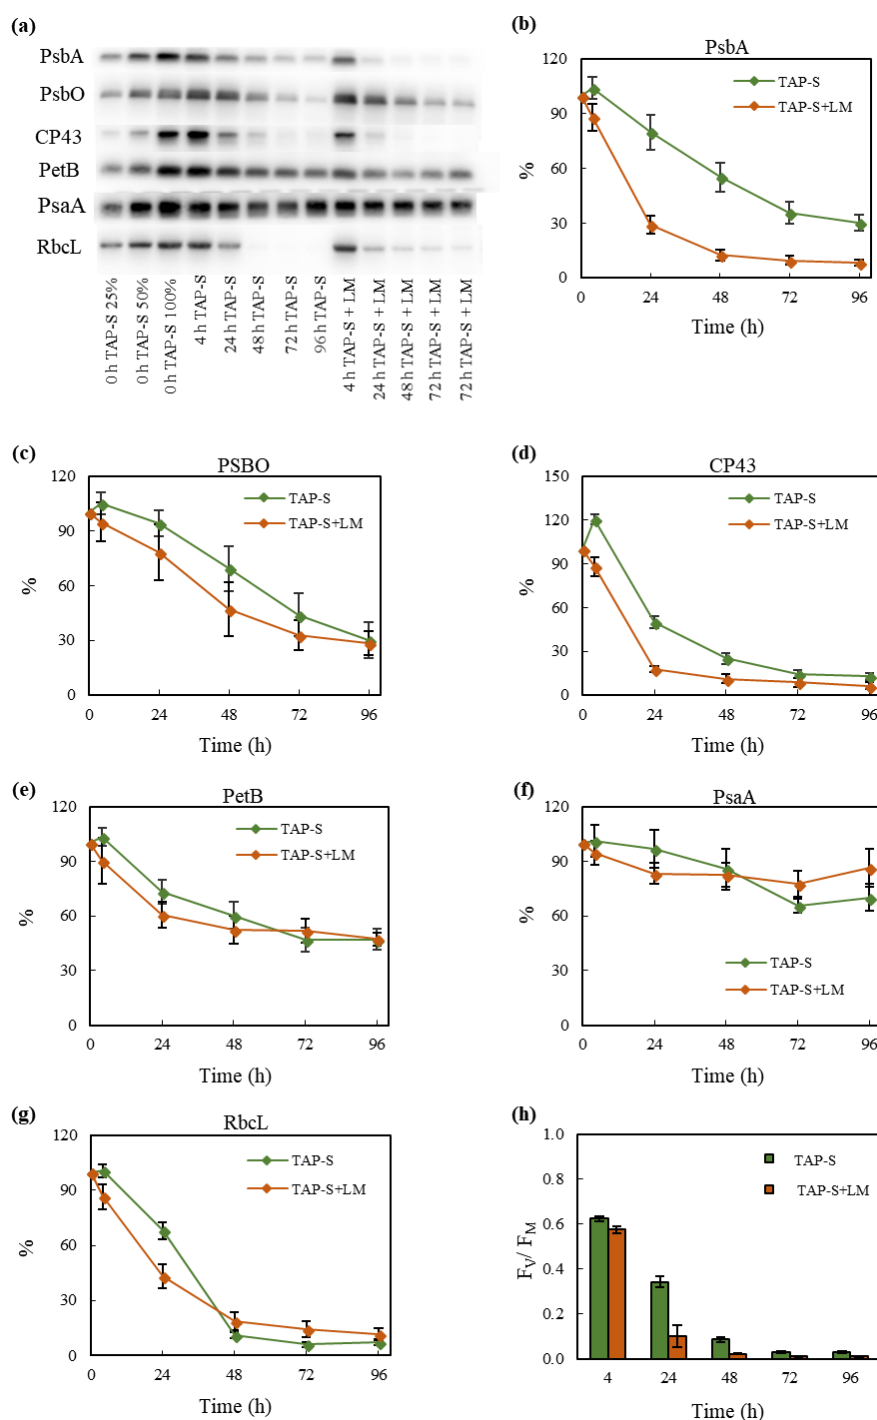 (a)
PsbA
PsbO
CP43
PetB
PsaA
RbcL
0 h TAP-S 25%
0 h TAP-S 50%
0 h TAP-S 100%
4 h TAP-S
24 h TAP-S
48 h TAP-S
72 h TAP-S
96 h TAP-S
4 h TAP-S + LM
24 h TAP-S + LM
48 h TAP-S + LM
72 h TAP-S + LM
72 h TAP-S + LM
(b)
PsbA
120
90
60
30
0
%
TAP-S
TAP-S+LM
0 24 48 72 96
Time (h)
(c)
PSBO
120
90
60
30
0
%
TAP-S
TAP-S+LM
0 24 48 72 96
Time (h)
(d)
CP43
150
120
90
60
30
0
%
TAP-S
TAP-S+LM
0 24 48 72 96
Time (h)
(e)
PetB
120
90
60
30
0
%
TAP-S
TAP-S+LM
0 24 48 72 96
Time (h)
(f)
PsaA
120
90
60
30
0
%
TAP-S
TAP-S+LM
0 24 48 72 96
Time (h)
(g)
RbcL
120
90
60
30
0
%
TAP-S
TAP-S+LM
0 24 48 72 96
Time (h)
(h)
1.0
0.8
0.6
0.4
0.2
0.0
FV/ FM
TAP-S
TAP-S+LM
4 24 48 72 96
Time (h)